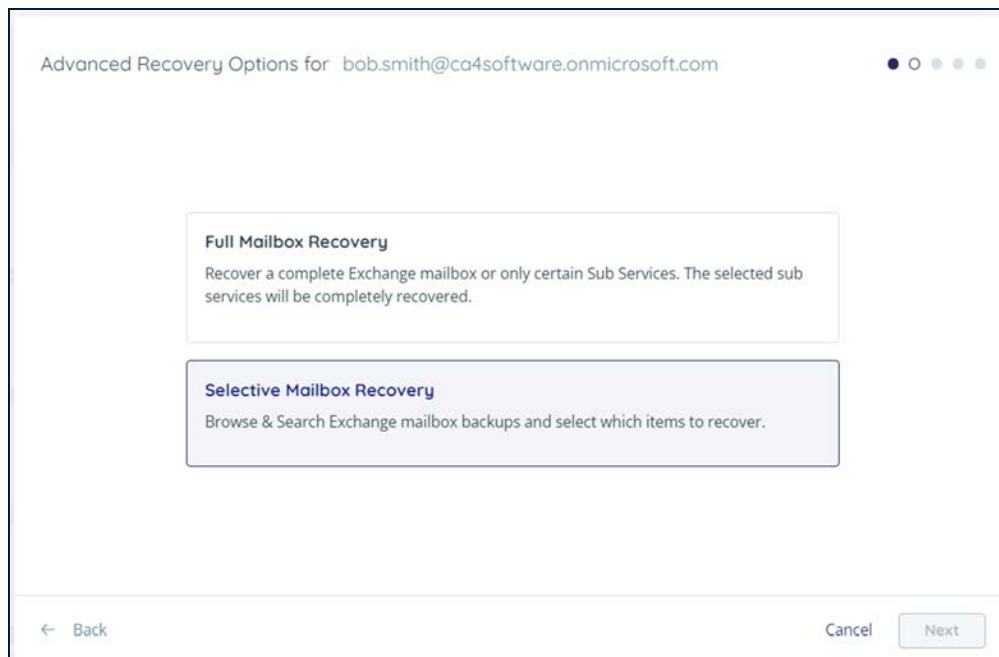 Advanced Recovery Options for bob.smith@ca4software.onmicrosoft.com
Full Mailbox Recovery
Recover a complete Exchange mailbox or only certain Sub Services. The selected sub
services will be completely recovered.
Selective Mailbox Recovery
Browse & Search Exchange mailbox backups and select which items to recover.
← Back
Cancel
Next